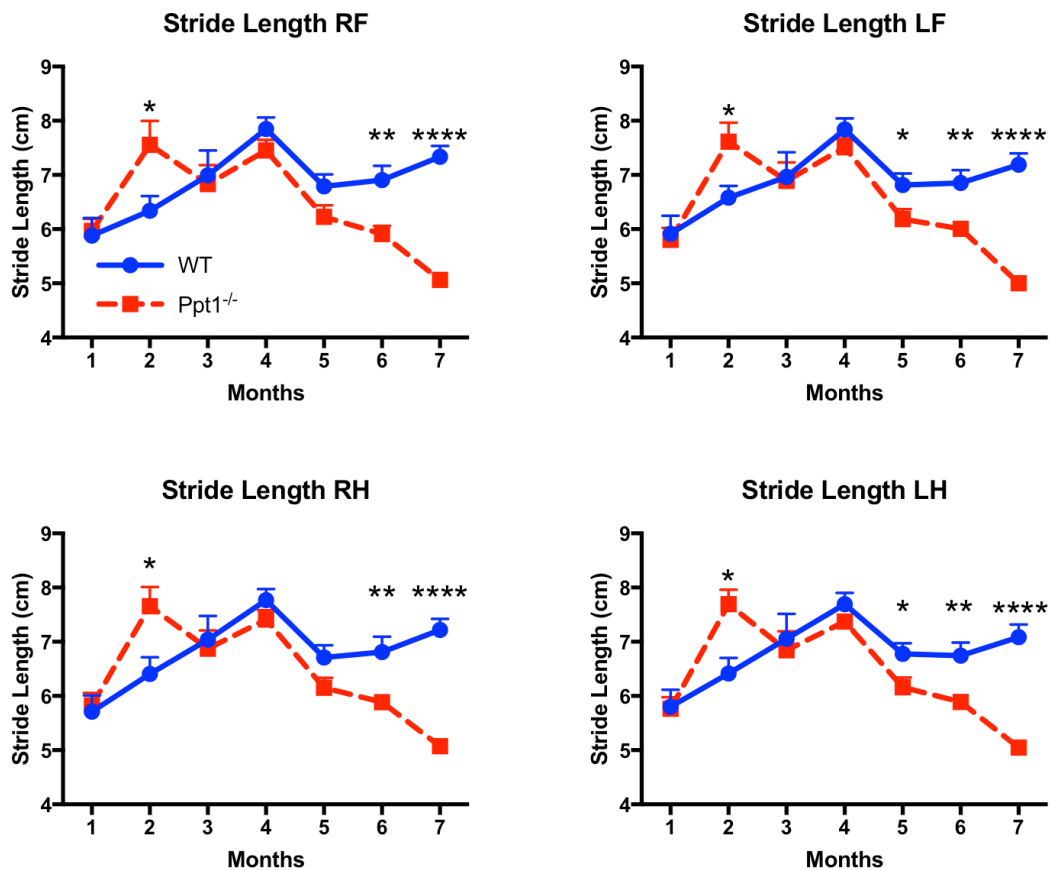 Stride Length RF
9
8
7
6
5
4
Stride Length (cm)
*
** ****
WT
Ppt1-/-
1 2 3 4 5 6 7
Months
Stride Length LF
9
8
7
6
5
4
Stride Length (cm)
*
* ** ****
1 2 3 4 5 6 7
Months
Stride Length RH
9
8
7
6
5
4
Stride Length (cm)
*
** ****
1 2 3 4 5 6 7
Months
Stride Length LH
9
8
7
6
5
4
Stride Length (cm)
*
* ** ****
1 2 3 4 5 6 7
Months